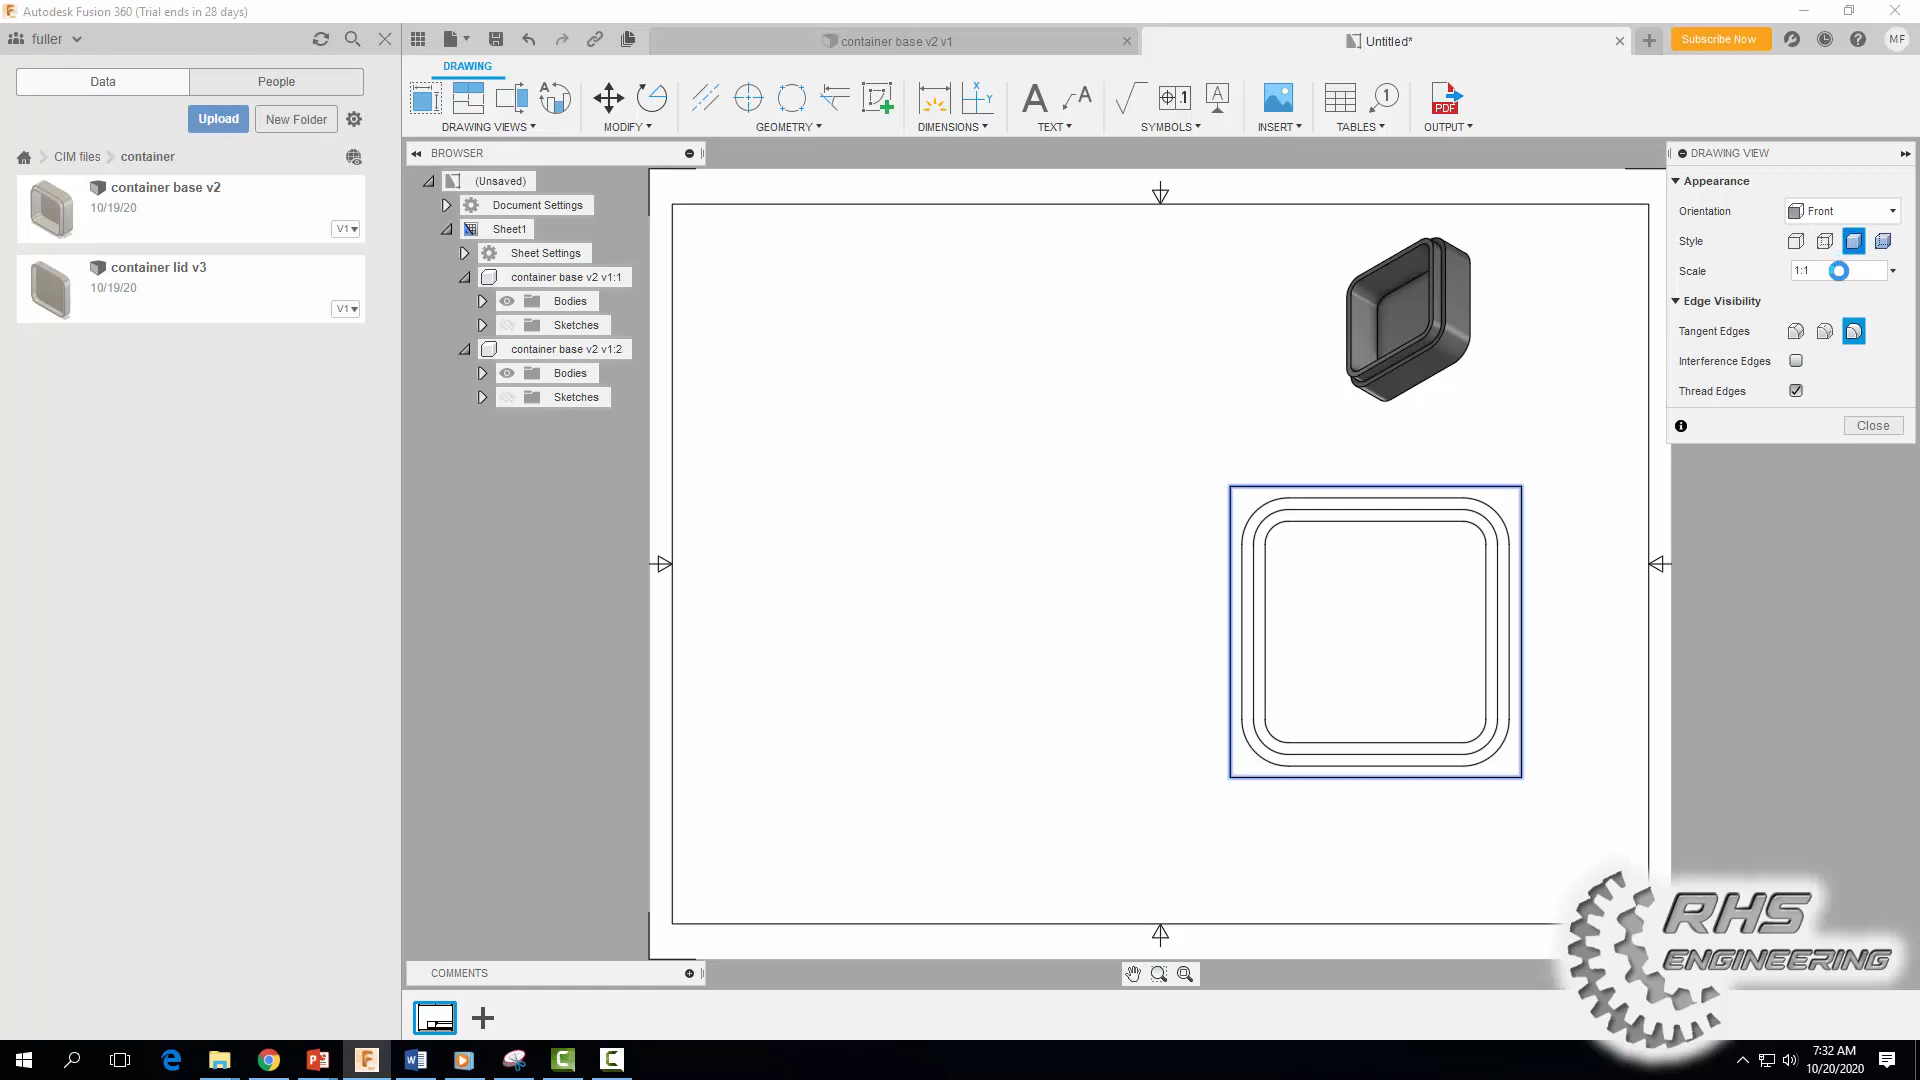 Autodesk Fusion 360 (Trial ends in 28 days)
fuller
container base v2 v1
Untitled*
Subscribe Now
MF
Data
People
DRAWING
Upload
New Folder
DRAWING VIEWS
MODIFY
GEOMETRY
DIMENSIONS
TEXT
SYMBOLS
INSERT
TABLES
PDF
OUTPUT
CIM files
container
BROWSER
DRAWING VIEW
container base v2
10/19/20
V1
container lid v3
10/19/20
V1
(Unsaved)
Document Settings
Sheet1
Sheet Settings
container base v2 v1:1
Bodies
Sketches
container base v2 v1:2
Bodies
Sketches
Appearance
Orientation
Front
Style
Scale
1:1
Edge Visibility
Tangent Edges
Interference Edges
Thread Edges
Close
COMMENTS
RHS
ENGINEERING
7:32 AM
10/20/2020